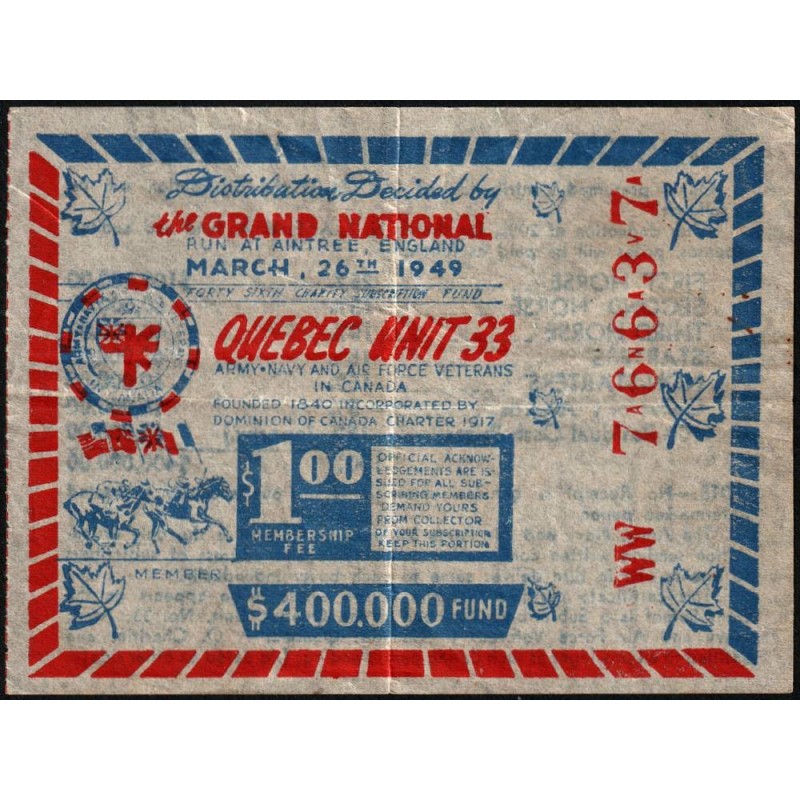 Distribution Decided by
the GRAND NATIONAL
RUN AT AINTREE, ENGLAND
MARCH, 26TH 1949
FORTY SIXTH CHARITY SUBSCRIPTION FUND
QUEBEC UNIT 33
ARMY•NAVY AND AIR FORCE VETERANS
IN CANADA
FOUNDED 1840 INCORPORATED BY
DOMINION OF CANADA CHARTER 1917
$1.00
MEMBERSHIP
FEE
OFFICIAL ACKNOW-
LEDGEMENTS ARE IS-
SUED FOR ALL SUB-
SCRIBING MEMBERS
DEMAND YOURS
FROM COLLECTOR
OF YOUR SUBSCRIPTION
KEEP THIS PORTION
MEMBER
$400.000 FUND
WW 7A6N6A3V7A